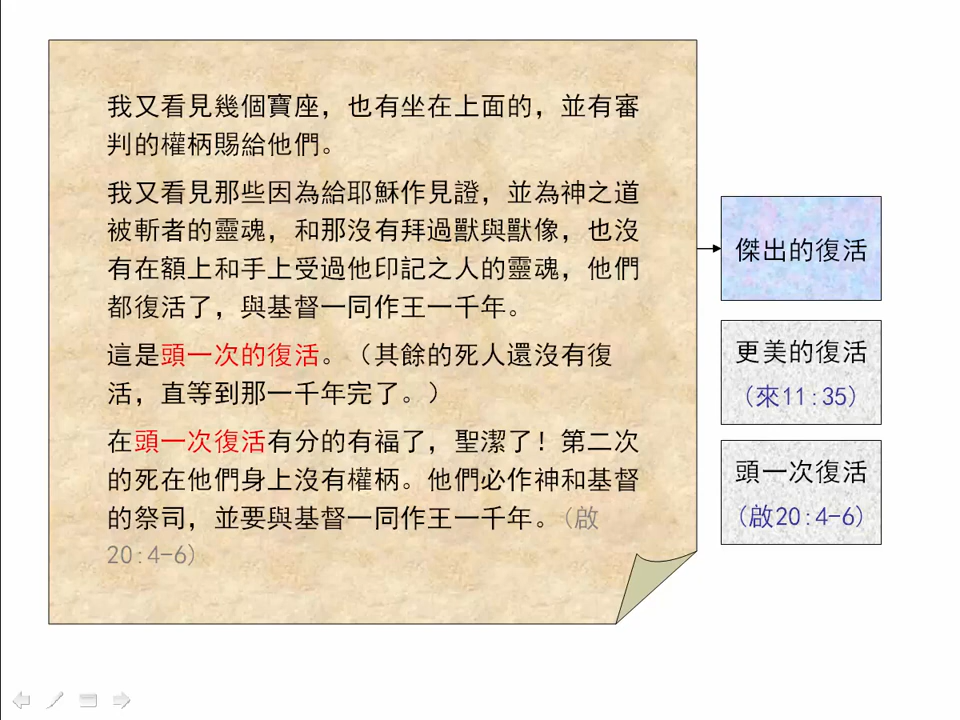 我又看見幾個寶座，也有坐在上面的，並有審
判的權柄賜給他們。
我又看見那些因為給耶穌作見證，並為神之道
被斬者的靈魂，和那沒有拜過獸與獸像，也沒
有在額上和手上受過他印記之人的靈魂，他們
都復活了，與基督一同作王一千年。
這是頭一次的復活。（其餘的死人還沒有復
活，直等到那一千年完了。）
在頭一次復活有分的有福了，聖潔了！第二次
的死在他們身上沒有權柄。他們必作神和基督
的祭司，並要與基督一同作王一千年。(啟
20:4-6)
傑出的復活
更美的復活
(來11:35)
頭一次復活
(啟20:4-6)